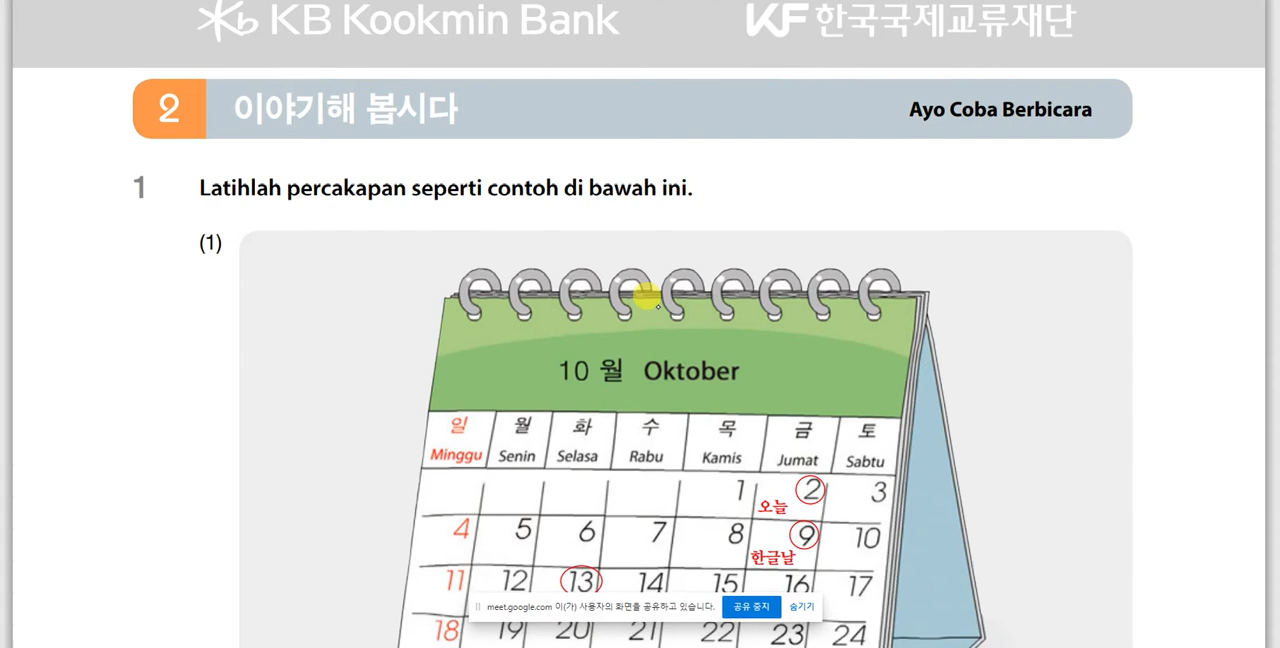 KB Kookmin Bank KF 한국국제교류재단
2 이야기해 봅시다 Ayo Coba Berbicara
1 Latihlah percakapan seperti contoh di bawah ini.
(1)
10 월 Oktober
일 월 화 수 목 금 토
Minggu Senin Selasa Rabu Kamis Jumat Sabtu
1 2 3
오늘
4 5 6 7 8 9 10
한글날
11 12 13 14 15 16 17
meet.google.com 이(가) 사용자의 화면을 공유하고 있습니다. 공유 중지 숨기기
18 19 20 21 22 23 24